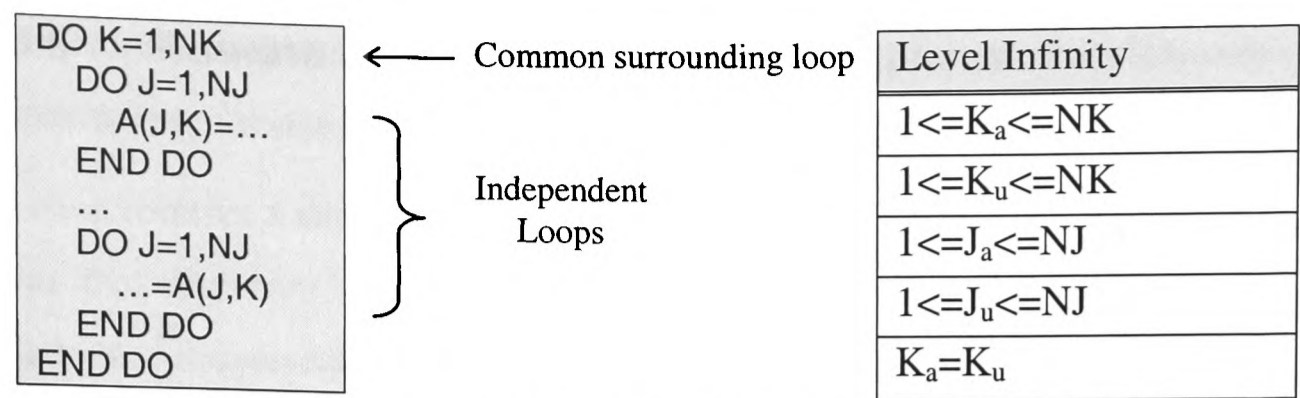 DO K=1,NK
DO J=1,NJ
A(J,K)=...
END DO
...
DO J=1,NJ
...=A(J,K)
END DO
END DO
Common surrounding loop
Independent
Loops
Level Infinity
1<=Kₐ<=NK
1<=Kᵤ<=NK
1<=Jₐ<=NJ
1<=Jᵤ<=NJ
Kₐ=Kᵤ